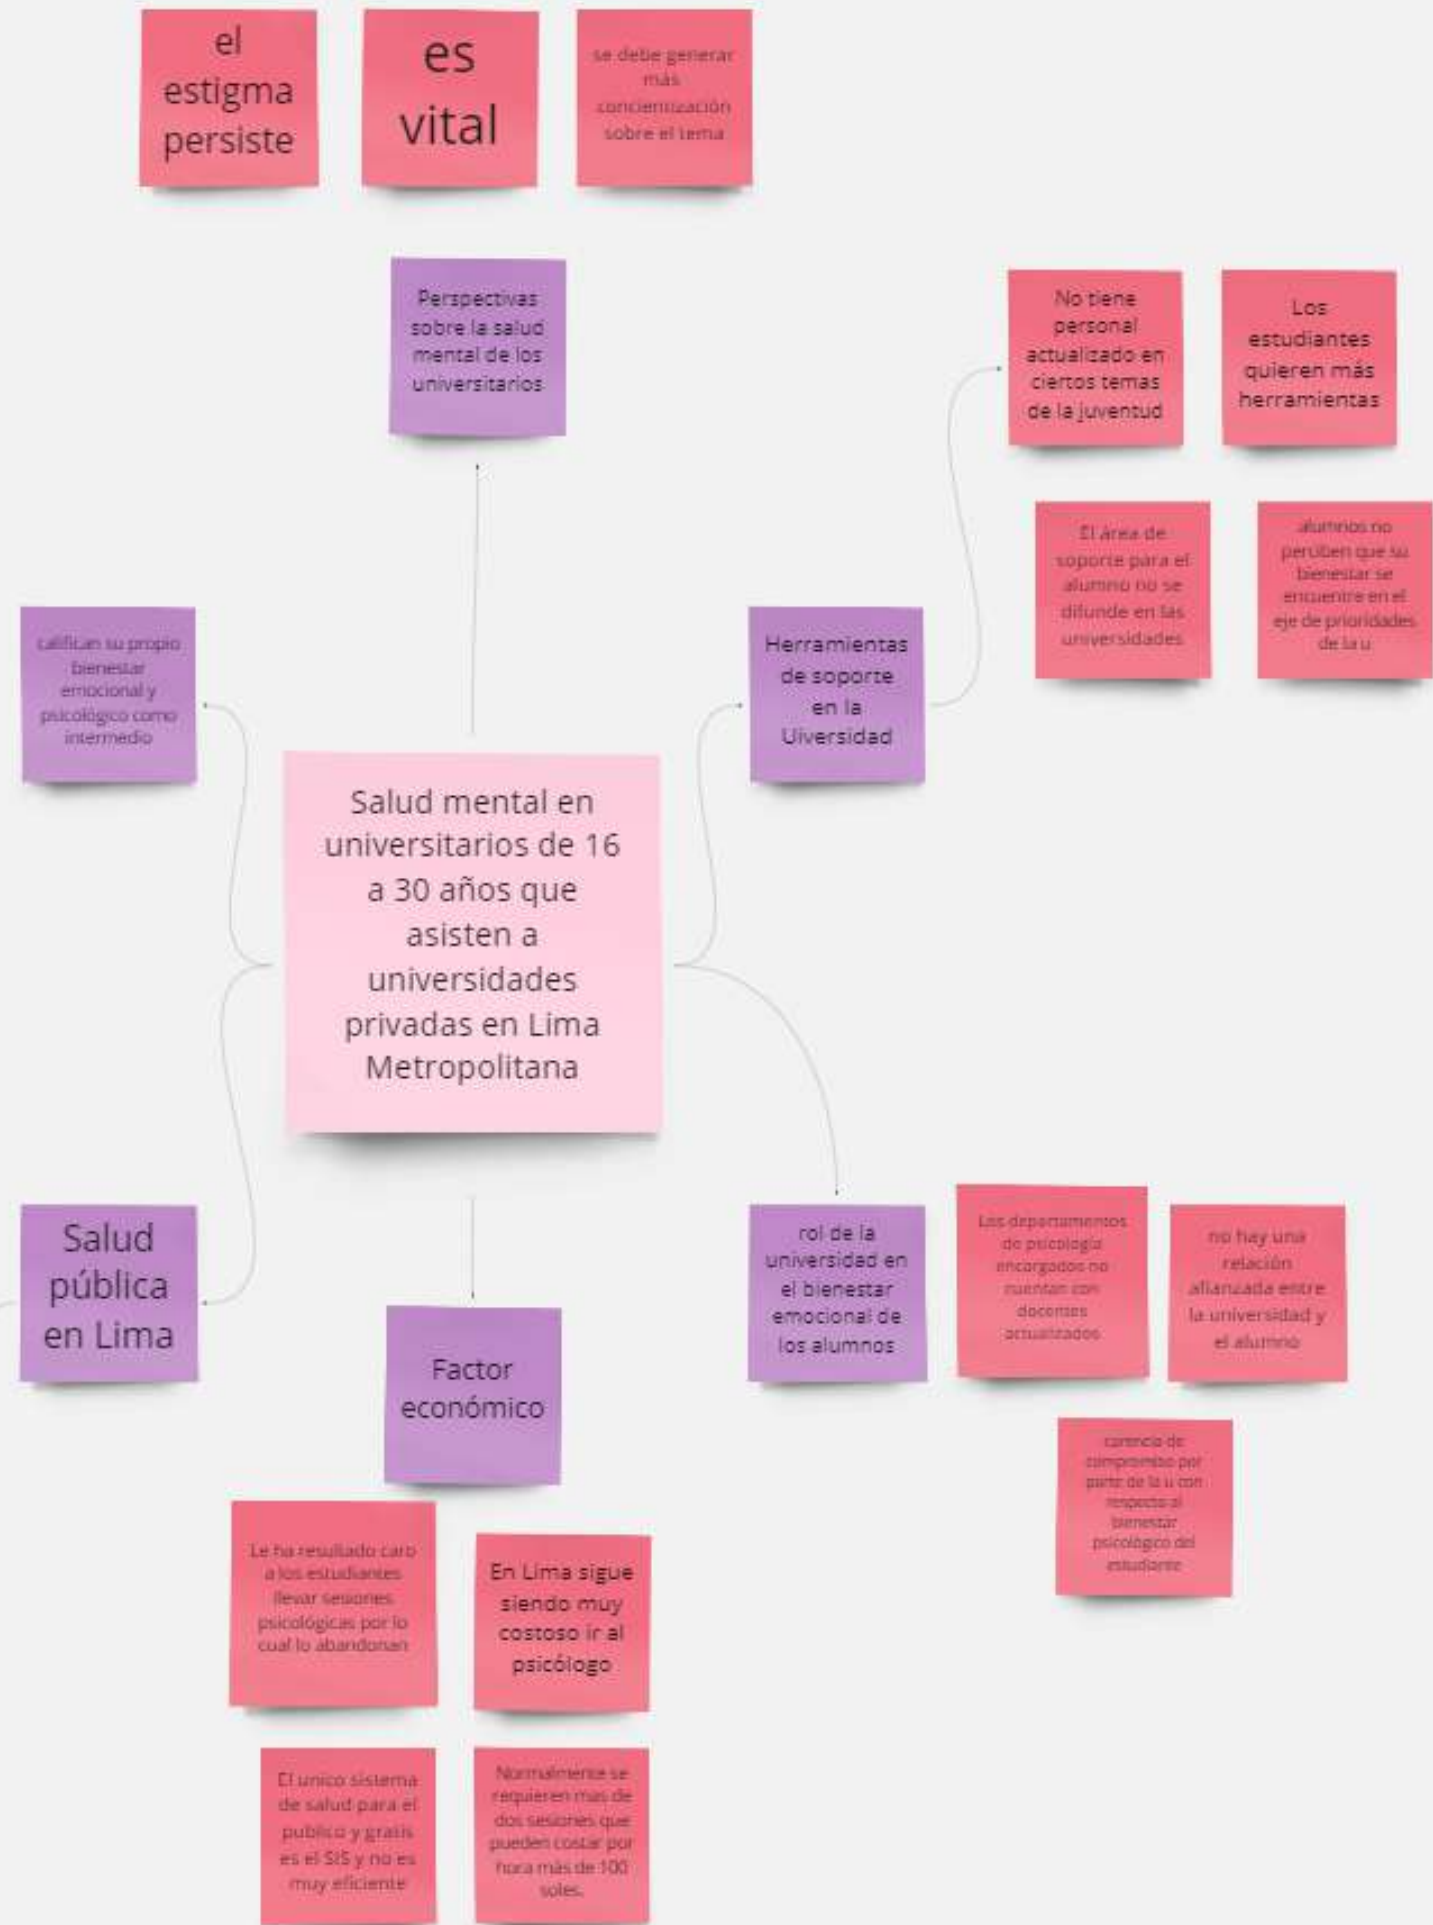 el
estigma
persiste
es
vital
se debe generar
más
concientización
sobre el tema
Perspectivas
sobre la salud
mental de los
universitarios
No tiene
personal
actualizado en
ciertos temas
de la juventud
Los
estudiantes
quieren más
herramientas
El área de
soporte para el
alumno no se
difunde en las
universidades
alumnos no
perciben que su
bienestar se
encuentre en el
eje de prioridades
de la u
califican su propio
bienestar
emocional y
psicológico como
intermedio
Herramientas
de soporte
en la
Uiversidad
Salud mental en
universitarios de 16
a 30 años que
asisten a
universidades
privadas en Lima
Metropolitana
Salud
pública
en Lima
Factor
económico
rol de la
universidad en
el bienestar
emocional de
los alumnos
Los departamentos
de psicología
encargados no
cuentan con
docentes
actualizados
no hay una
relación
afianzada entre
la universidad y
el alumno
carencia de
compromiso por
parte de la u con
respecto al
bienestar
psicológico del
estudiante
Le ha resultado caro
a los estudiantes
llevar sesiones
psicológicas por lo
cual lo abandonan
En Lima sigue
siendo muy
costoso ir al
psicólogo
El unico sistema
de salud para el
publico y gratis
es el SIS y no es
muy eficiente
Normalmente se
requieren mas de
dos sesiones que
pueden costar por
hora más de 100
soles.